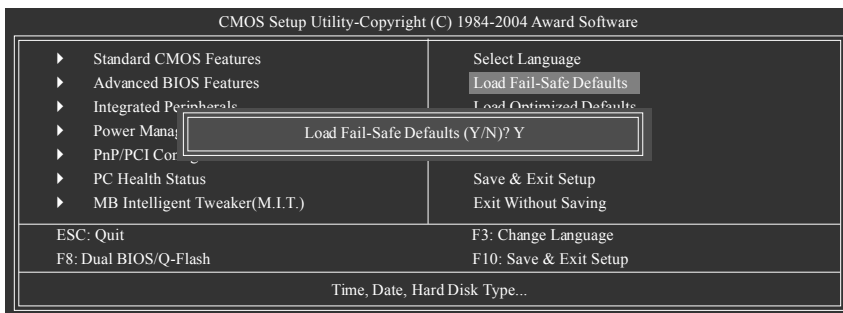 CMOS Setup Utility-Copyright (C) 1984-2004 Award Software
Standard CMOS Features
Advanced BIOS Features
Integrated Peripherals
Power Manag
PnP/PCI
PC Health Status
MB Intelligent Tweaker(M.I.T.)
Select Language
Load Fail-Safe Defaults
Load Optimized Defaults
Load Fail-Safe Defaults (Y/N)? Y
Save & Exit Setup
Exit Without Saving
ESC: Quit
F3: Change Language
F8: Dual BIOS/Q-Flash
F10: Save & Exit Setup
Time, Date, Hard Disk Type...